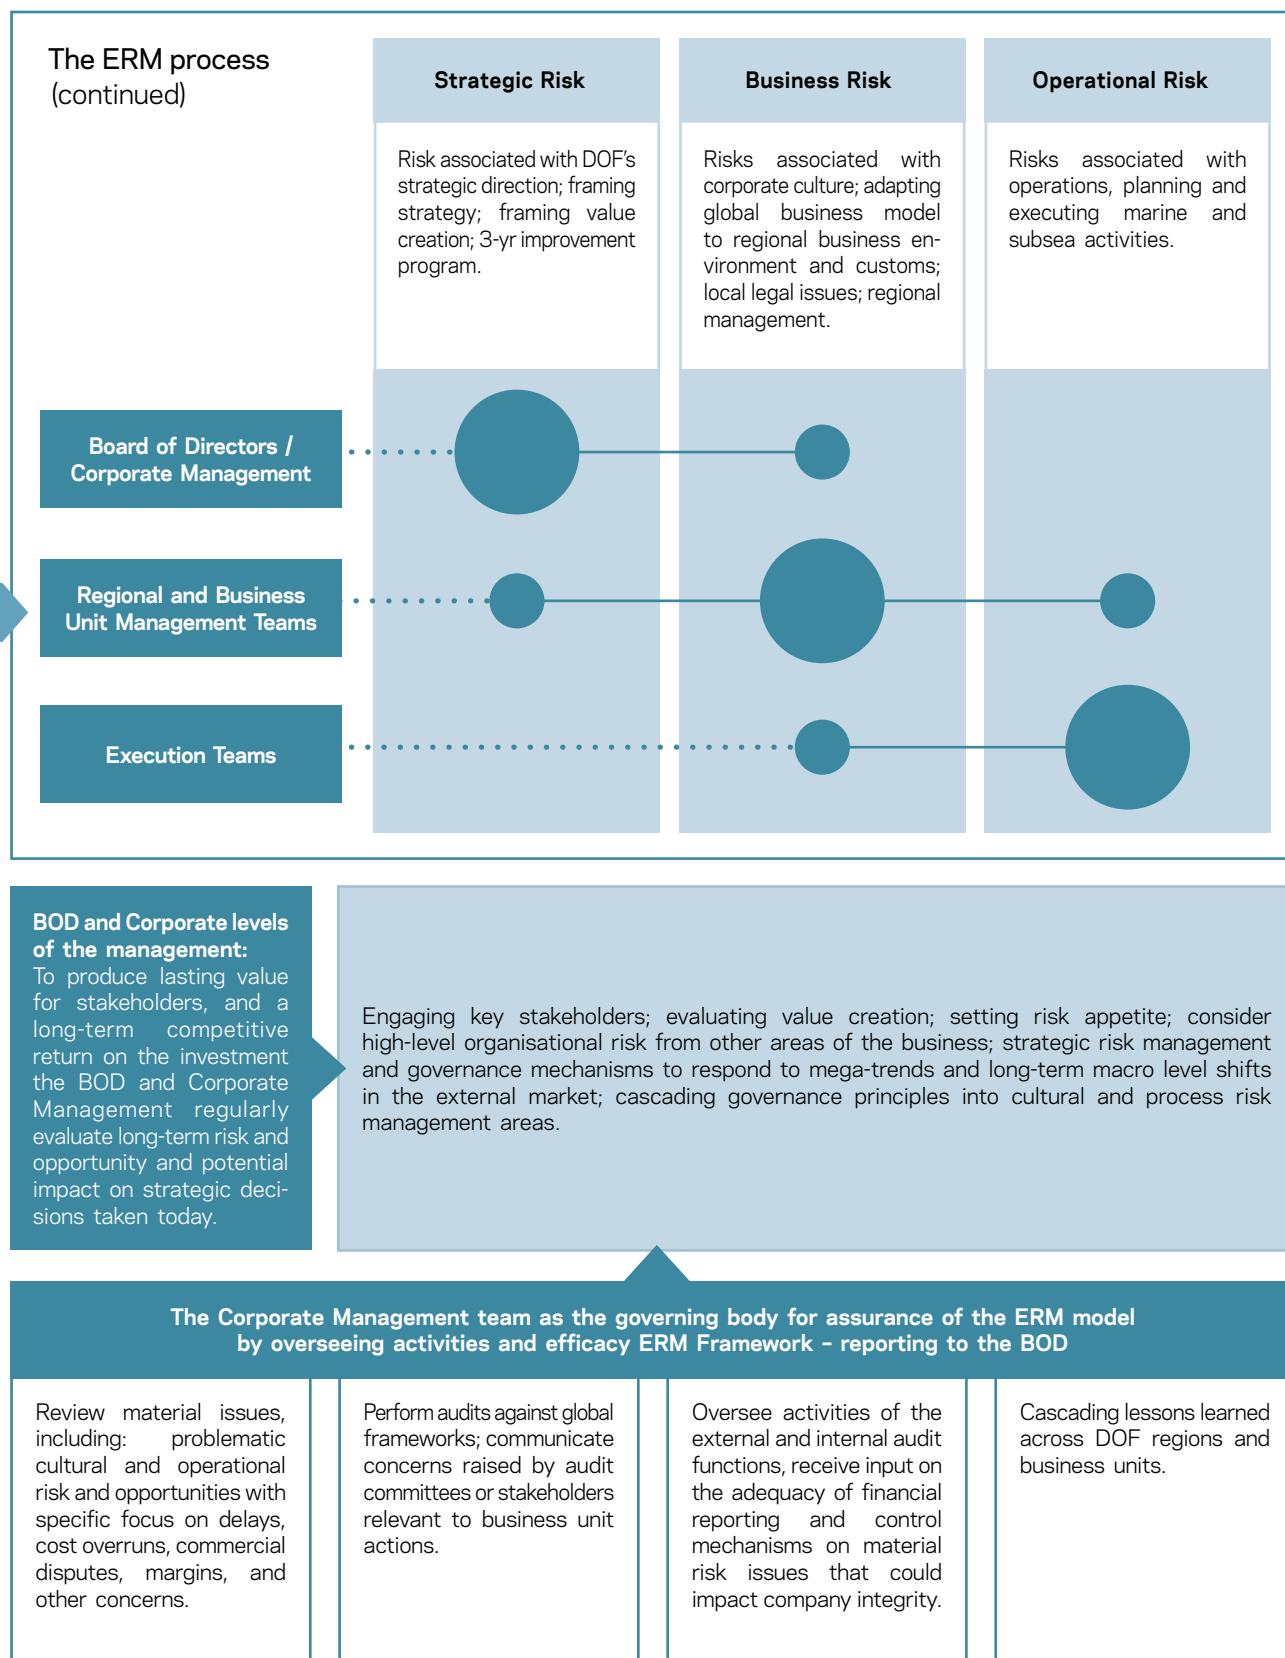 The ERM process
(continued)
Strategic Risk
Business Risk
Operational Risk
Risk associated with DOF's
strategic direction; framing
strategy; framing value
creation; 3-yr improvement
program.
Risks associated with
corporate culture; adapting
global business model
to regional business en-
vironment and customs;
local legal issues; regional
management.
Risks associated with
operations, planning and
executing marine and
subsea activities.
Board of Directors /
Corporate Management
Regional and Business
Unit Management Teams
Execution Teams
BOD and Corporate levels
of the management:
To produce lasting value
for stakeholders, and a
long-term competitive
return on the investment
the BOD and Corporate
Management regularly
evaluate long-term risk and
opportunity and potential
impact on strategic deci-
sions taken today.
Engaging key stakeholders; evaluating value creation; setting risk appetite; consider
high-level organisational risk from other areas of the business; strategic risk management
and governance mechanisms to respond to mega-trends and long-term macro level shifts
in the external market; cascading governance principles into cultural and process risk
management areas.
The Corporate Management team as the governing body for assurance of the ERM model
by overseeing activities and efficacy ERM Framework - reporting to the BOD
Review material issues,
including: problematic
cultural and operational
risk and opportunities with
specific focus on delays,
cost overruns, commercial
disputes, margins, and
other concerns.
Perform audits against global
frameworks; communicate
concerns raised by audit
committees or stakeholders
relevant to business unit
actions.
Oversee activities of the
external and internal audit
functions, receive input on
the adequacy of financial
reporting and control
mechanisms on material
risk issues that could
impact company integrity.
Cascading lessons learned
across DOF regions and
business units.